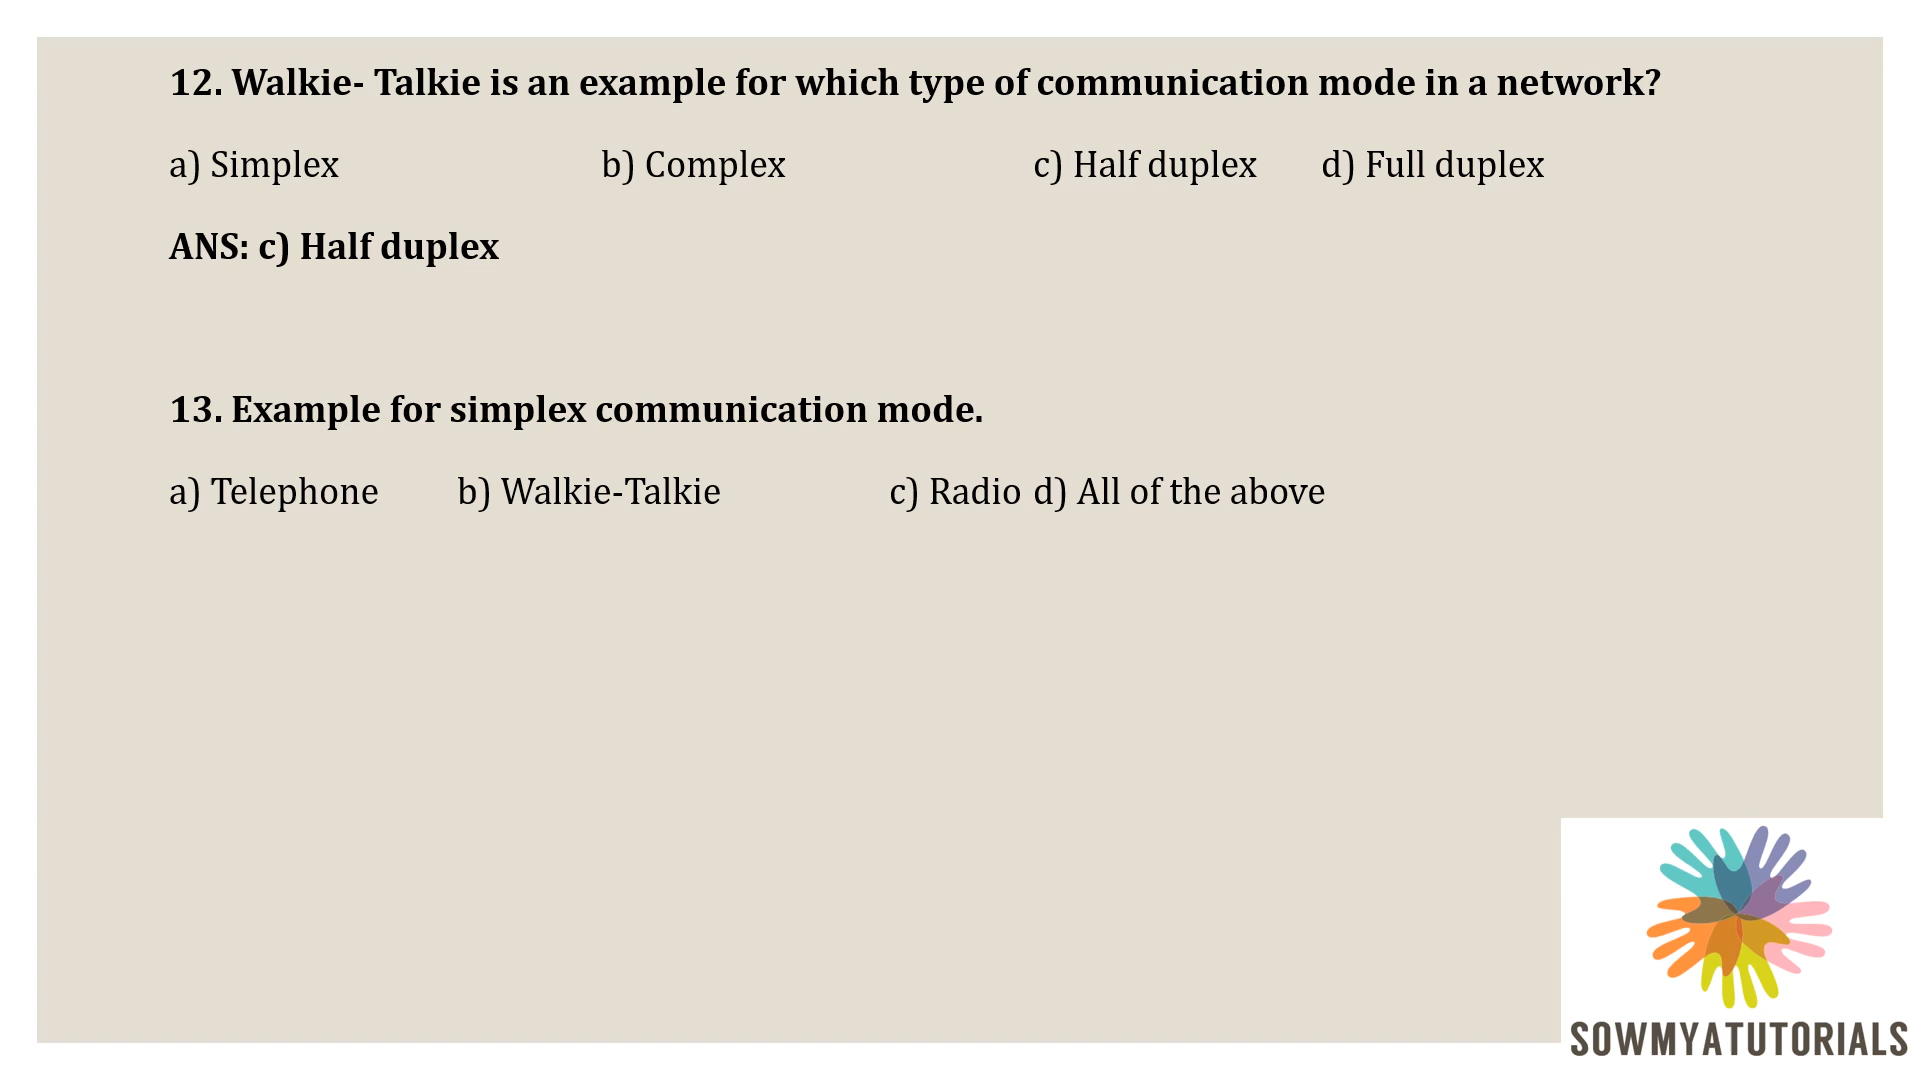 12. Walkie- Talkie is an example for which type of communication mode in a network?
a) Simplex b) Complex c) Half duplex d) Full duplex
ANS: c) Half duplex
13. Example for simplex communication mode.
a) Telephone b) Walkie-Talkie c) Radio d) All of the above
SOWMYATUTORIALS